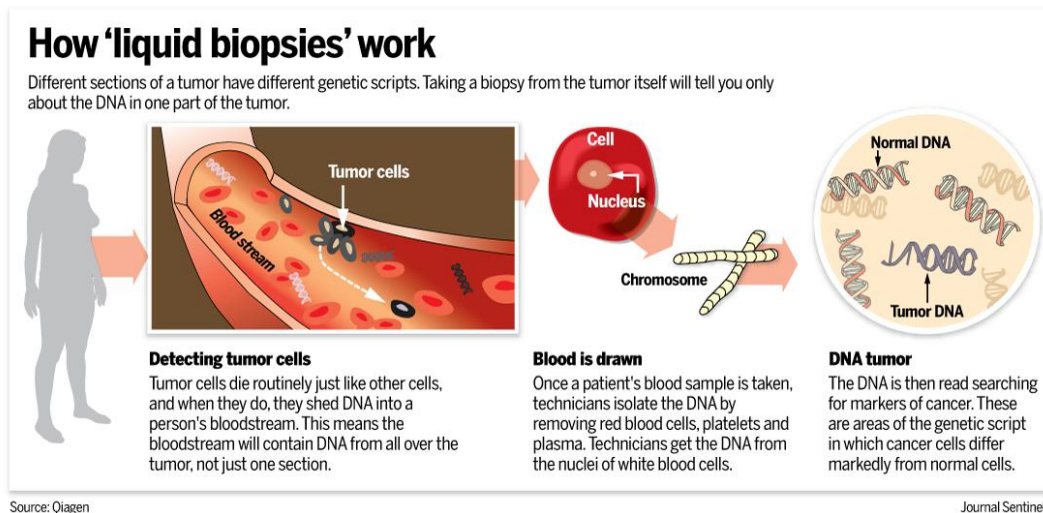 How ‘liquid biopsies’ work
Different sections of a tumor have different genetic scripts. Taking a biopsy from the tumor itself will tell you only
about the DNA in one part of the tumor.
Tumor cells
Blood stream
Cell
Nucleus
Chromosome
Normal DNA
Tumor DNA
Detecting tumor cells
Tumor cells die routinely just like other cells,
and when they do, they shed DNA into a
person's bloodstream. This means the
bloodstream will contain DNA from all over the
tumor, not just one section.
Blood is drawn
Once a patient's blood sample is taken,
technicians isolate the DNA by
removing red blood cells, platelets and
plasma. Technicians get the DNA from
the nuclei of white blood cells.
DNA tumor
The DNA is then read searching
for markers of cancer. These
are areas of the genetic script
in which cancer cells differ
markedly from normal cells.
Source: Qiagen
Journal Sentinel